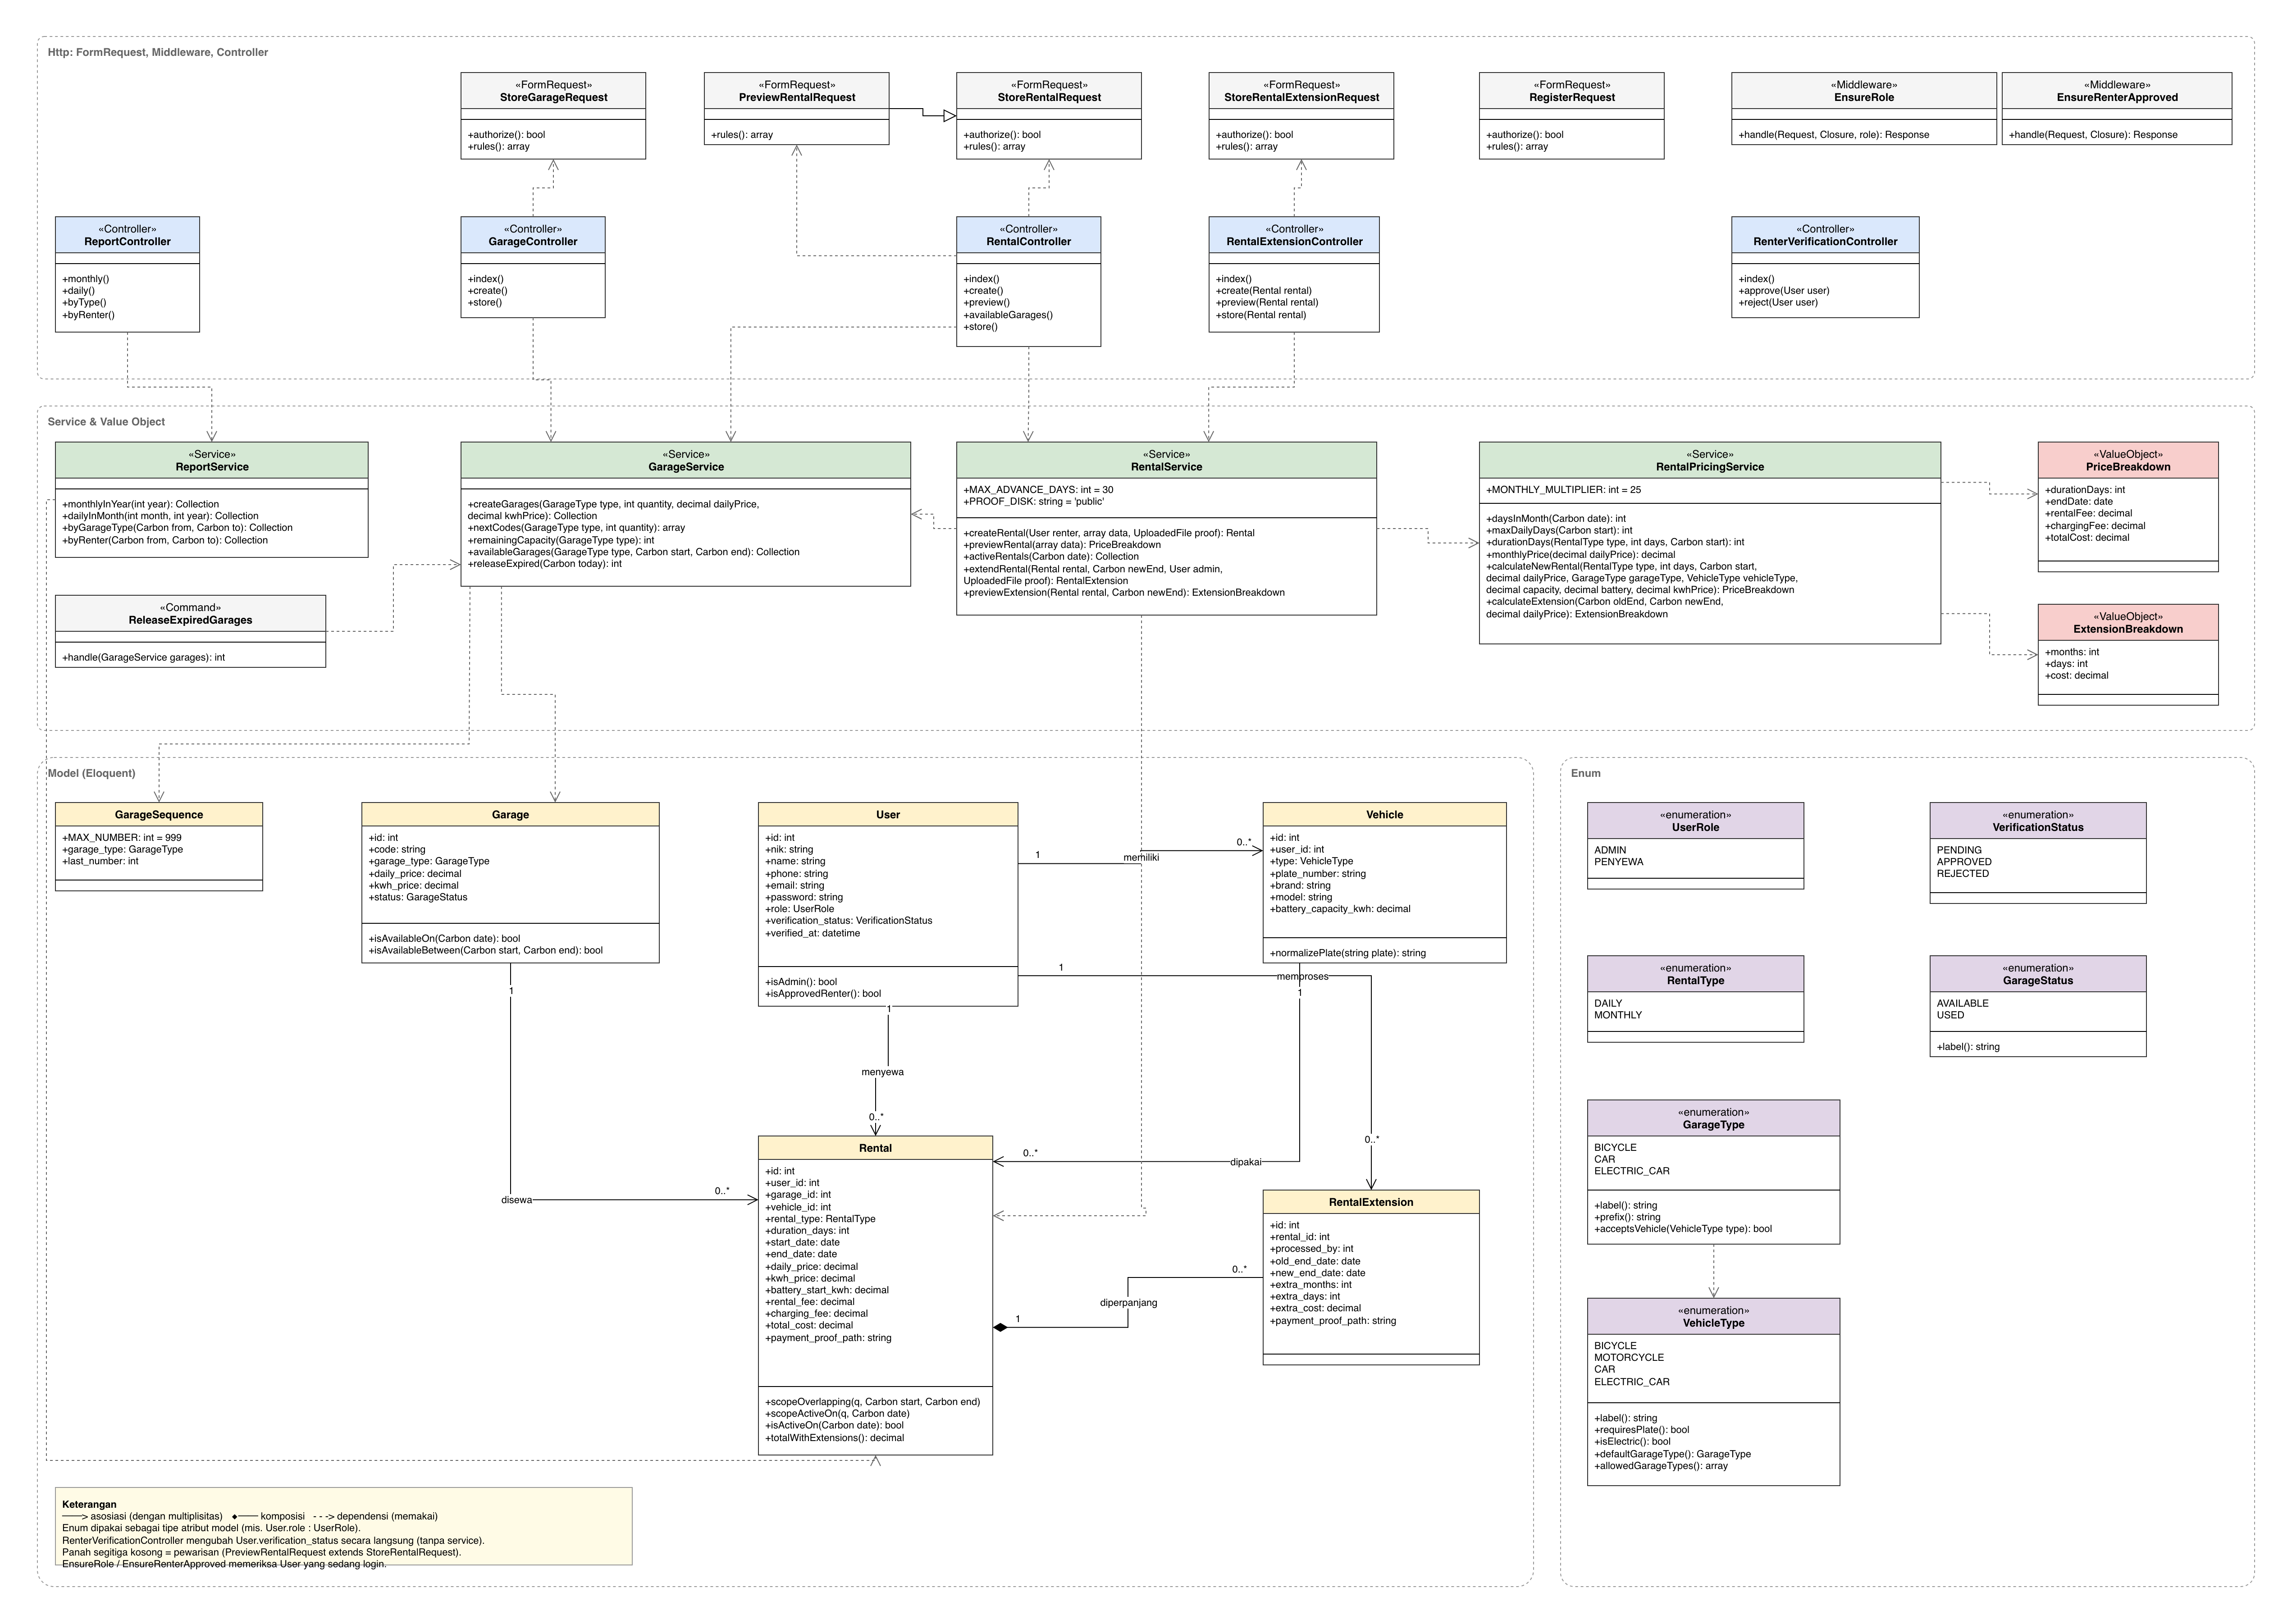 Http: FormRequest, Middleware, Controller
«FormRequest»
StoreGarageRequest
+authorize(): bool
+rules(): array
«FormRequest»
PreviewRentalRequest
+rules(): array
«FormRequest»
StoreRentalRequest
+authorize(): bool
+rules(): array
«FormRequest»
StoreRentalExtensionRequest
+authorize(): bool
+rules(): array
«FormRequest»
RegisterRequest
+authorize(): bool
+rules(): array
«Middleware»
EnsureRole
+handle(Request, Closure, role): Response
«Middleware»
EnsureRenterApproved
+handle(Request, Closure): Response
«Controller»
ReportController
+monthly()
+daily()
+byType()
+byRenter()
«Controller»
GarageController
+index()
+create()
+store()
«Controller»
RentalController
+index()
+create()
+preview()
+availableGarages()
+store()
«Controller»
RentalExtensionController
+index()
+create(Rental rental)
+preview(Rental rental)
+store(Rental rental)
«Controller»
RenterVerificationController
+index()
+approve(User user)
+reject(User user)
Service & Value Object
«Service»
ReportService
+monthlyInYear(int year): Collection
+dailyInMonth(int month, int year): Collection
+byGarageType(Carbon from, Carbon to): Collection
+byRenter(Carbon from, Carbon to): Collection
«Service»
GarageService
+createGarages(GarageType type, int quantity, decimal dailyPrice,
decimal kwhPrice): Collection
+nextCodes(GarageType type, int quantity): array
+remainingCapacity(GarageType type): int
+availableGarages(GarageType type, Carbon start, Carbon end): Collection
+releaseExpired(Carbon today): int
«Service»
RentalService
+MAX_ADVANCE_DAYS: int = 30
+PROOF_DISK: string = 'public'
+createRental(User renter, array data, UploadedFile proof): Rental
+previewRental(array data): PriceBreakdown
+activeRentals(Carbon date): Collection
+extendRental(Rental rental, Carbon newEnd, User admin,
UploadedFile proof): RentalExtension
+previewExtension(Rental rental, Carbon newEnd): ExtensionBreakdown
«Service»
RentalPricingService
+MONTHLY_MULTIPLIER: int = 25
+daysInMonth(Carbon date): int
+maxDailyDays(Carbon start): int
+durationDays(RentalType type, int days, Carbon start): int
+monthlyPrice(decimal dailyPrice): decimal
+calculateNewRental(RentalType type, int days, Carbon start,
decimal dailyPrice, GarageType garageType, VehicleType vehicleType,
decimal capacity, decimal battery, decimal kwhPrice): PriceBreakdown
+calculateExtension(Carbon oldEnd, Carbon newEnd,
decimal dailyPrice): ExtensionBreakdown
«ValueObject»
PriceBreakdown
+durationDays: int
+endDate: date
+rentalFee: decimal
+chargingFee: decimal
+totalCost: decimal
«Command»
ReleaseExpiredGarages
+handle(GarageService garages): int
«ValueObject»
ExtensionBreakdown
+months: int
+days: int
+cost: decimal
Model (Eloquent)
GarageSequence
+MAX_NUMBER: int = 999
+garage_type: GarageType
+last_number: int
Garage
+id: int
+code: string
+garage_type: GarageType
+daily_price: decimal
+kwh_price: decimal
+status: GarageStatus
+isAvailableOn(Carbon date): bool
+isAvailableBetween(Carbon start, Carbon end): bool
User
+id: int
+nik: string
+name: string
+phone: string
+email: string
+password: string
+role: UserRole
+verification_status: VerificationStatus
+verified_at: datetime
+isAdmin(): bool
+isApprovedRenter(): bool
1
memiliki
0..*
Vehicle
+id: int
+user_id: int
+type: VehicleType
+plate_number: string
+brand: string
+model: string
+battery_capacity_kwh: decimal
+normalizePlate(string plate): string
1
memproses
0..*
1
disewa
0..*
1
menyewa
0..*
1
dipakai
0..*
Rental
+id: int
+user_id: int
+garage_id: int
+vehicle_id: int
+rental_type: RentalType
+duration_days: int
+start_date: date
+end_date: date
+daily_price: decimal
+kwh_price: decimal
+battery_start_kwh: decimal
+rental_fee: decimal
+charging_fee: decimal
+total_cost: decimal
+payment_proof_path: string
+scopeOverlapping(q, Carbon start, Carbon end)
+scopeActiveOn(q, Carbon date)
+isActiveOn(Carbon date): bool
+totalWithExtensions(): decimal
0..*
diperpanjang
1
RentalExtension
+id: int
+rental_id: int
+processed_by: int
+old_end_date: date
+new_end_date: date
+extra_months: int
+extra_days: int
+extra_cost: decimal
+payment_proof_path: string
Keterangan
───> asosiasi (dengan multiplisitas) ◆─── komposisi - - -> dependensi (memakai)
Enum dipakai sebagai tipe atribut model (mis. User.role : UserRole).
RenterVerificationController mengubah User.verification_status secara langsung (tanpa service).
Panah segitiga kosong = pewarisan (PreviewRentalRequest extends StoreRentalRequest).
EnsureRole / EnsureRenterApproved memeriksa User yang sedang login.
Enum
«enumeration»
UserRole
ADMIN
PENYEWA
«enumeration»
VerificationStatus
PENDING
APPROVED
REJECTED
«enumeration»
RentalType
DAILY
MONTHLY
«enumeration»
GarageStatus
AVAILABLE
USED
+label(): string
«enumeration»
GarageType
BICYCLE
CAR
ELECTRIC_CAR
+label(): string
+prefix(): string
+acceptsVehicle(VehicleType type): bool
«enumeration»
VehicleType
BICYCLE
MOTORCYCLE
CAR
ELECTRIC_CAR
+label(): string
+requiresPlate(): bool
+isElectric(): bool
+defaultGarageType(): GarageType
+allowedGarageTypes(): array